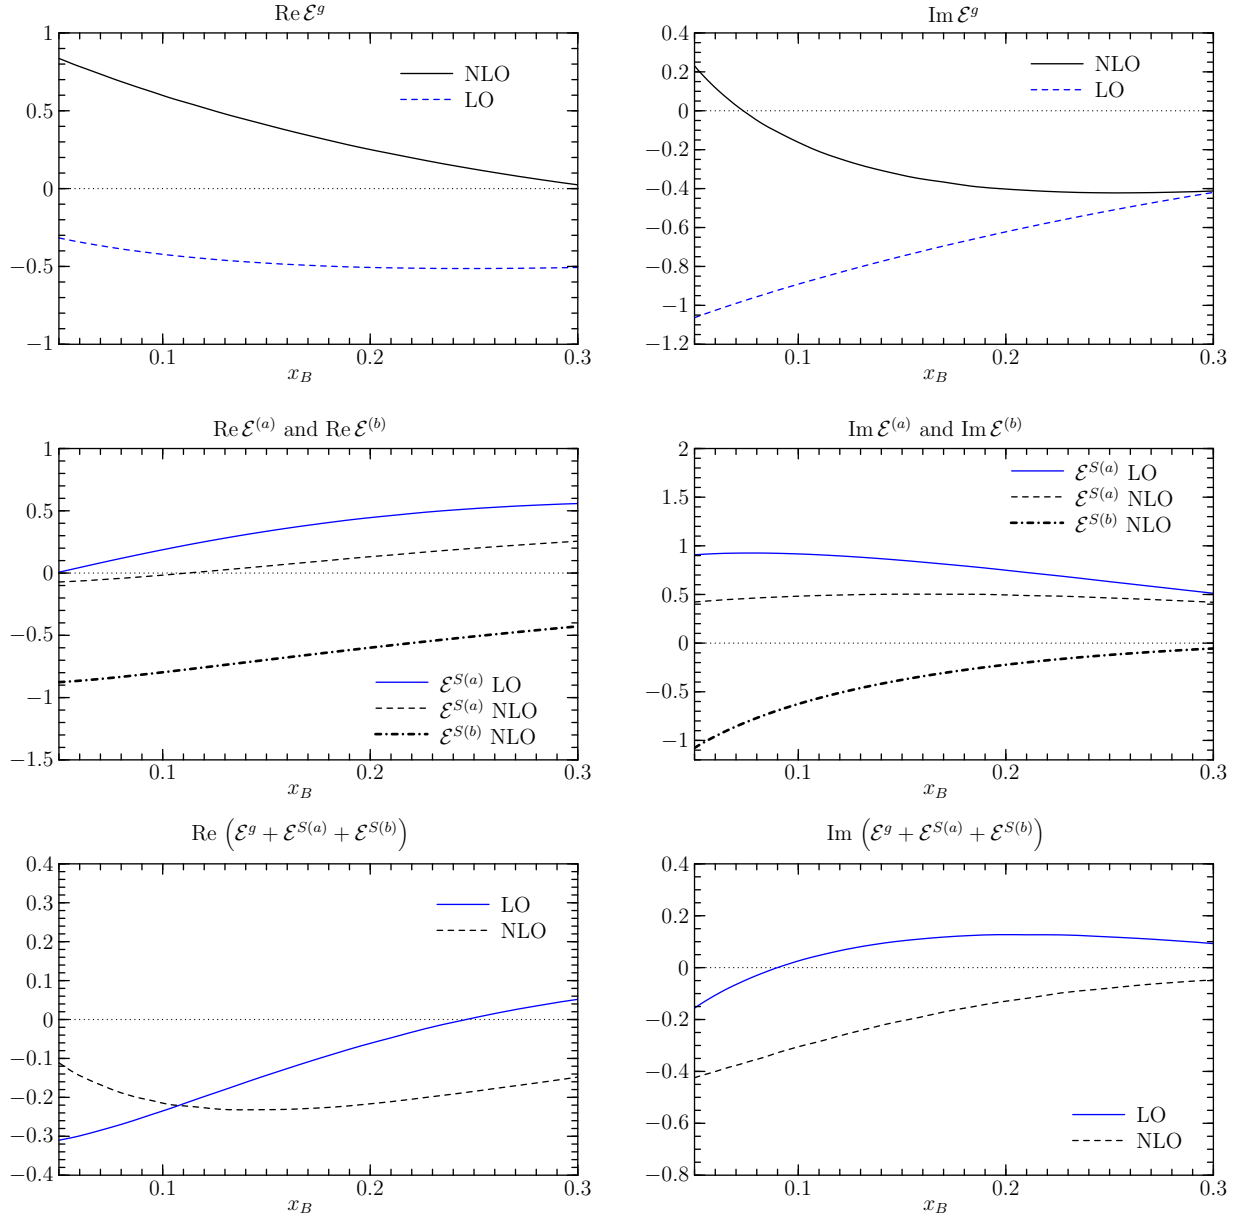 Re ℰ^g
1
0.5
0
−0.5
−1
NLO
LO
0.1
0.2
0.3
x_B
Im ℰ^g
0.4
0.2
0
−0.2
−0.4
−0.6
−0.8
−1
−1.2
NLO
LO
0.1
0.2
0.3
x_B
Re ℰ^(a) and Re ℰ^(b)
1
0.5
0
−0.5
−1
−1.5
ℰ^S(a) LO
ℰ^S(a) NLO
ℰ^S(b) NLO
0.1
0.2
0.3
x_B
Im ℰ^(a) and Im ℰ^(b)
2
1.5
1
0.5
0
−0.5
−1
ℰ^S(a) LO
ℰ^S(a) NLO
ℰ^S(b) NLO
0.1
0.2
0.3
x_B
Re (ℰ^g + ℰ^S(a) + ℰ^S(b))
0.4
0.3
0.2
0.1
0
−0.1
−0.2
−0.3
−0.4
LO
NLO
0.1
0.2
0.3
x_B
Im (ℰ^g + ℰ^S(a) + ℰ^S(b))
0.4
0.2
0
−0.2
−0.4
−0.6
−0.8
LO
NLO
0.1
0.2
0.3
x_B